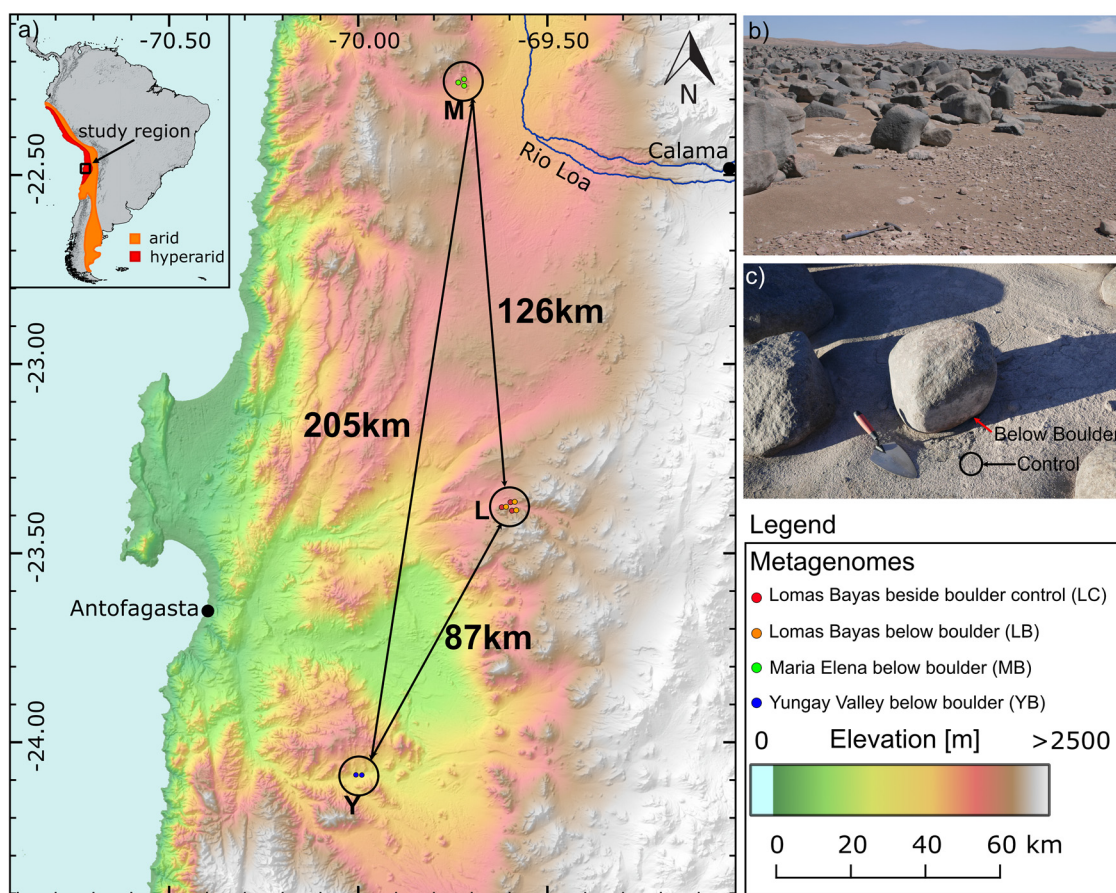 a)
-70.50
-70.00
-69.50
study region
arid
hyperarid
-22.50
-23.00
-23.50
-24.00
M
N
Calama
Rio Loa
126km
205km
L
Antofagasta
87km
Y
b)
c)
Below Boulder
Control
Legend
Metagenomes
Lomas Bayas beside boulder control (LC)
Lomas Bayas below boulder (LB)
Maria Elena below boulder (MB)
Yungay Valley below boulder (YB)
0 Elevation [m] >2500
0 20 40 60 km